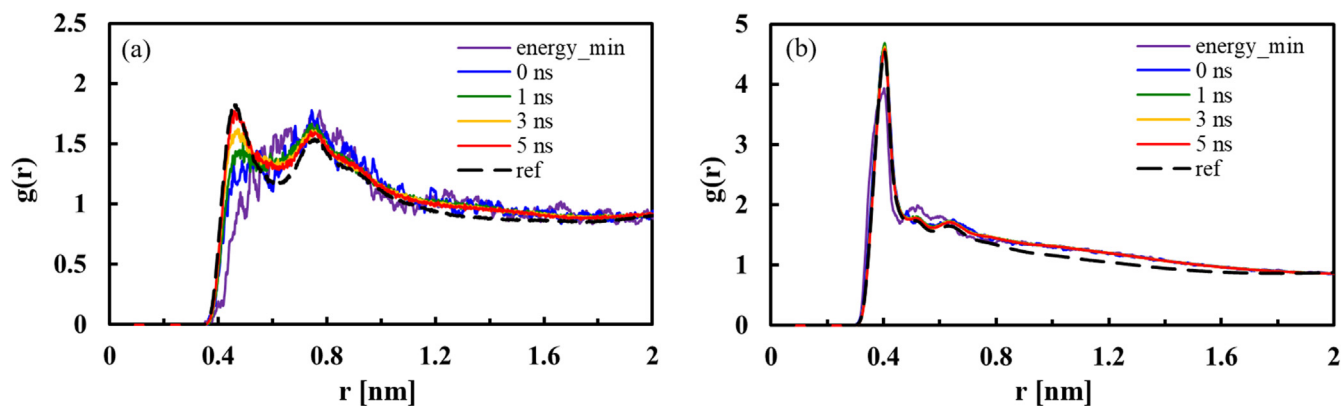 (a)
g(r)
2.5
2
1.5
1
0.5
0
energy_min
0 ns
1 ns
3 ns
5 ns
ref
0 0.4 0.8 1.2 1.6 2
r [nm]
(b)
g(r)
5
4
3
2
1
0
energy_min
0 ns
1 ns
3 ns
5 ns
ref
0 0.4 0.8 1.2 1.6 2
r [nm]